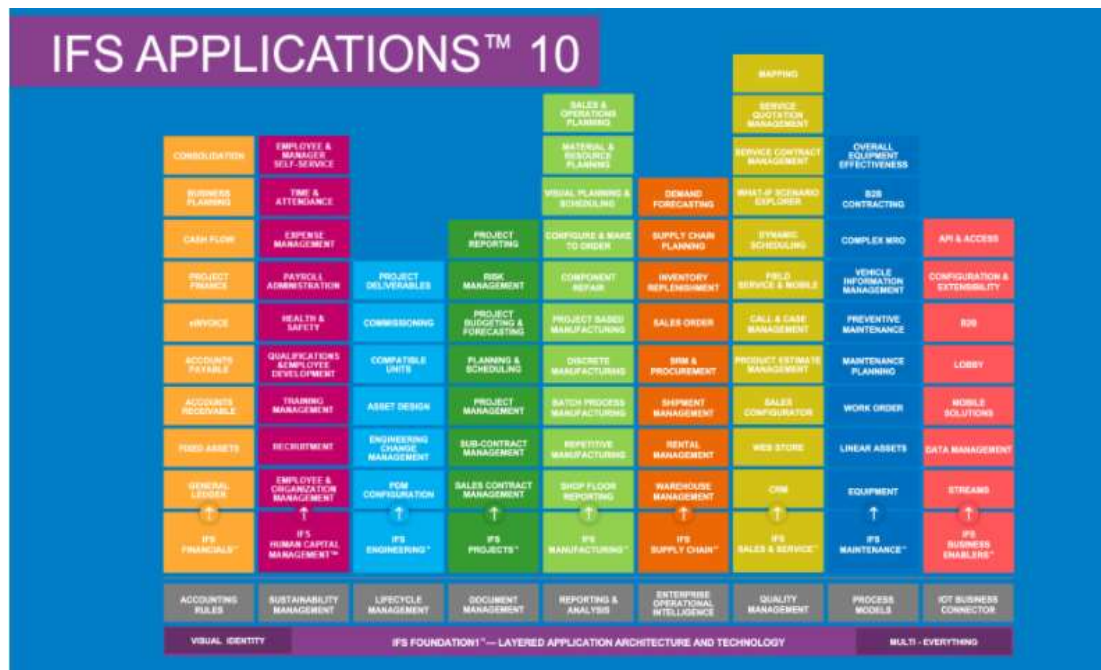 IFS APPLICATIONS™ 10
CONSOLIDATION
BUSINESS
PLANNING
CASH FLOW
PROJECT
FINANCE
eINVOICE
ACCOUNTS
PAYABLE
ACCOUNTS
RECEIVABLE
FIXED ASSETS
GENERAL
LEDGER
IFS
FINANCIALS™
EMPLOYEE &
MANAGER
SELF-SERVICE
TIME &
ATTENDANCE
EXPENSE
MANAGEMENT
PAYROLL
ADMINISTRATION
HEALTH &
SAFETY
QUALIFICATIONS
&EMPLOYEE
DEVELOPMENT
TRAINING
MANAGEMENT
RECRUITMENT
EMPLOYEE &
ORGANIZATION
MANAGEMENT
IFS
HUMAN CAPITAL
MANAGEMENT™
PROJECT
DELIVERABLES
COMMISSIONING
COMPATIBLE
UNITS
ASSET DESIGN
ENGINEERING
CHANGE
MANAGEMENT
PDM
CONFIGURATION
IFS
ENGINEERING™
PROJECT
REPORTING
RISK
MANAGEMENT
PROJECT
BUDGETING &
FORECASTING
PLANNING &
SCHEDULING
PROJECT
MANAGEMENT
SUB-CONTRACT
MANAGEMENT
SALES CONTRACT
MANAGEMENT
IFS
PROJECTS™
SALES &
OPERATIONS
PLANNING
MATERIAL &
RESOURCE
PLANNING
VISUAL PLANNING &
SCHEDULING
CONFIGURE & MAKE
TO ORDER
COMPONENT
REPAIR
PROJECT BASED
MANUFACTURING
DISCRETE
MANUFACTURING
BATCH PROCESS
MANUFACTURING
REPETITIVE
MANUFACTURING
SHOP FLOOR
REPORTING
IFS
MANUFACTURING™
DEMAND
FORECASTING
SUPPLY CHAIN
PLANNING
INVENTORY
REPLENISHMENT
SALES ORDER
SRM &
PROCUREMENT
SHIPMENT
MANAGEMENT
RENTAL
MANAGEMENT
WAREHOUSE
MANAGEMENT
IFS
SUPPLY CHAIN™
MAPPING
SERVICE
QUOTATION
MANAGEMENT
SERVICE CONTRACT
MANAGEMENT
WHAT-IF SCENARIO
EXPLORER
DYNAMIC
SCHEDULING
FIELD
SERVICE & MOBILE
CALL & CASE
MANAGEMENT
PRODUCT ESTIMATE
MANAGEMENT
SALES
CONFIGURATOR
WEB STORE
CRM
IFS
SALES & SERVICE™
OVERALL
EQUIPMENT
EFFECTIVENESS
B2B
CONTRACTING
COMPLEX MRO
VEHICLE
INFORMATION
MANAGEMENT
PREVENTIVE
MAINTENANCE
MAINTENANCE
PLANNING
WORK ORDER
LINEAR ASSETS
EQUIPMENT
IFS
MAINTENANCE™
API & ACCESS
CONFIGURATION &
EXTENSIBILITY
B2B
LOBBY
MOBILE
SOLUTIONS
DATA MANAGEMENT
STREAMS
IFS
BUSINESS
ENABLERS™
ACCOUNTING
RULES
SUSTAINABILITY
MANAGEMENT
LIFECYCLE
MANAGEMENT
DOCUMENT
MANAGEMENT
REPORTING &
ANALYSIS
ENTERPRISE
OPERATIONAL
INTELLIGENCE
QUALITY
MANAGEMENT
PROCESS
MODELS
IOT BUSINESS
CONNECTOR
VISUAL IDENTITY
IFS FOUNDATION1™— LAYERED APPLICATION ARCHITECTURE AND TECHNOLOGY
MULTI - EVERYTHING